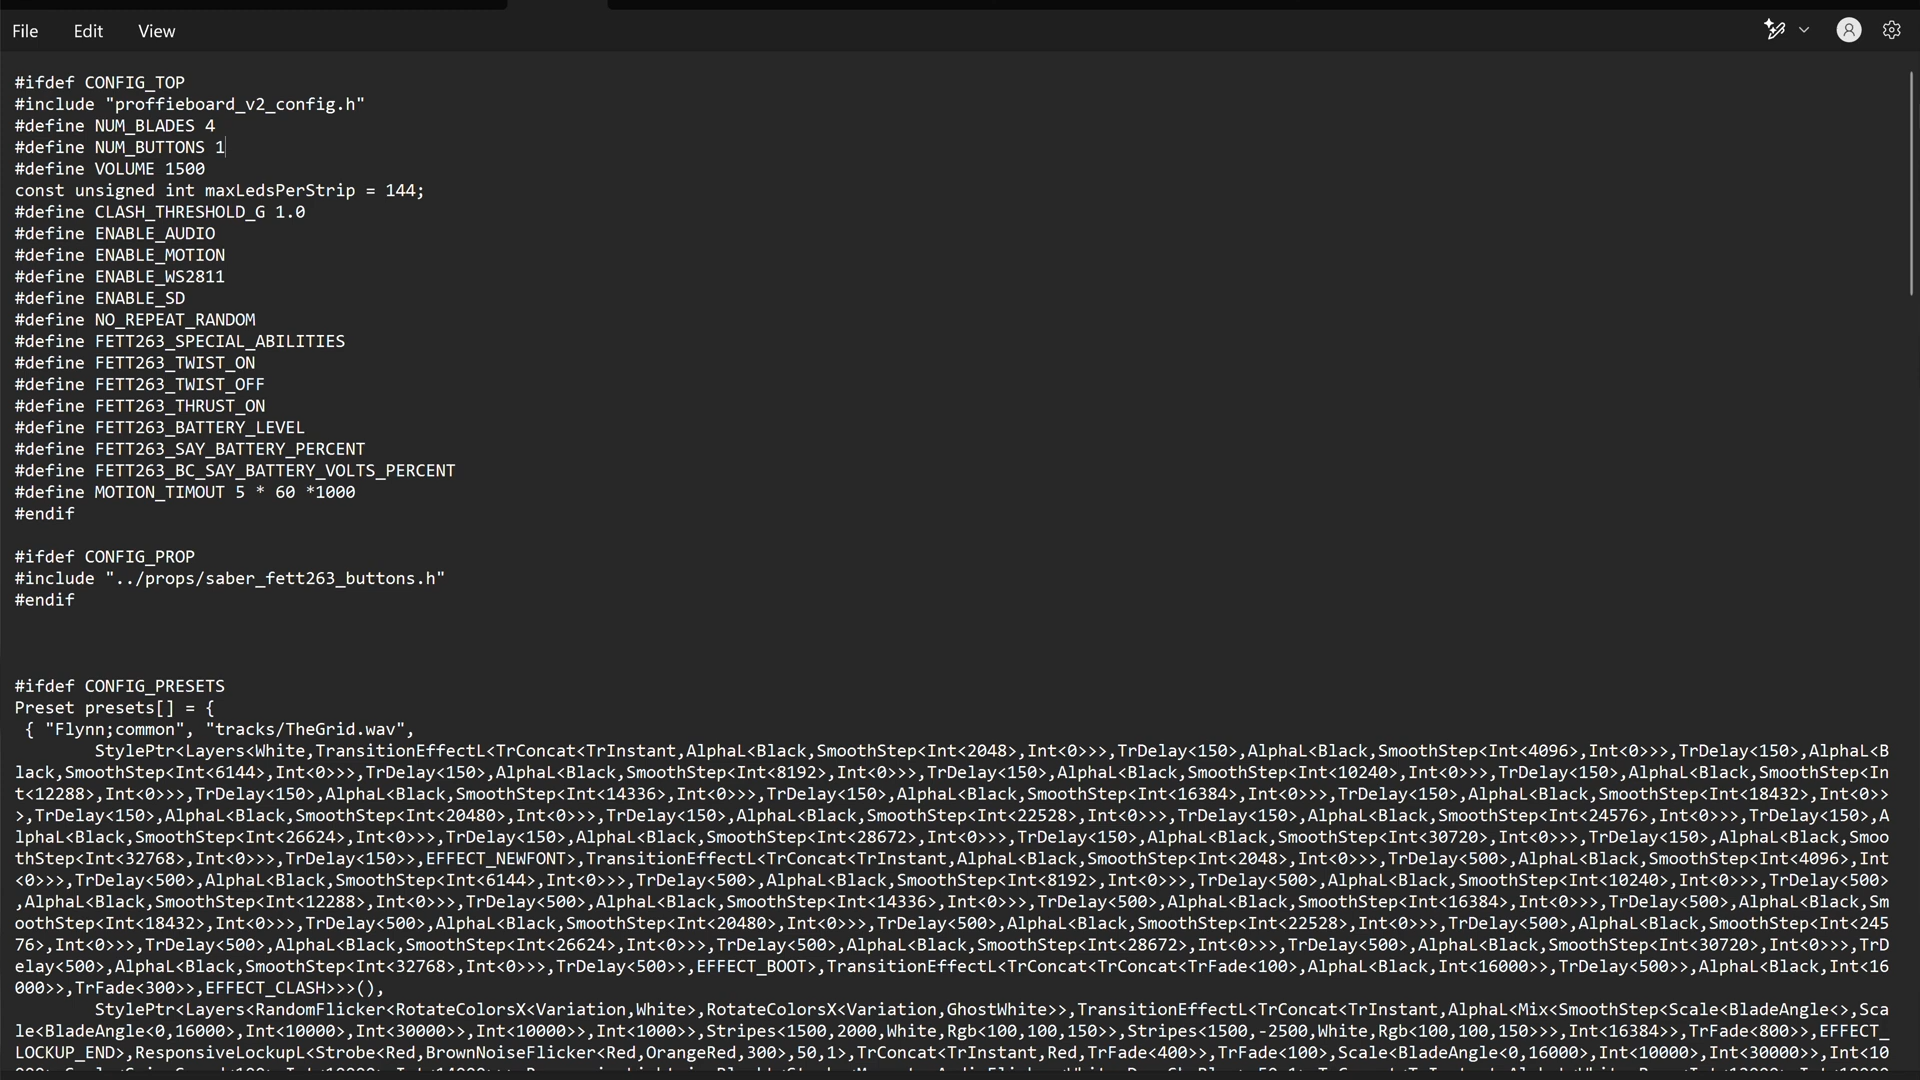 File Edit View
#ifdef CONFIG_TOP
#include "proffieboard_v2_config.h"
#define NUM_BLADES 4
#define NUM_BUTTONS 1
#define VOLUME 1500
const unsigned int maxLedsPerStrip = 144;
#define CLASH_THRESHOLD_G 1.0
#define ENABLE_AUDIO
#define ENABLE_MOTION
#define ENABLE_WS2811
#define ENABLE_SD
#define NO_REPEAT_RANDOM
#define FETT263_SPECIAL_ABILITIES
#define FETT263_TWIST_ON
#define FETT263_TWIST_OFF
#define FETT263_THRUST_ON
#define FETT263_BATTERY_LEVEL
#define FETT263_SAY_BATTERY_PERCENT
#define FETT263_BC_SAY_BATTERY_VOLTS_PERCENT
#define MOTION_TIMOUT 5 * 60 *1000
#endif
#ifdef CONFIG_PROP
#include "../props/saber_fett263_buttons.h"
#endif
#ifdef CONFIG_PRESETS
Preset presets[] = {
{ "Flynn;common", "tracks/TheGrid.wav",
StylePtr<Layers<White,TransitionEffectL<TrConcat<TrInstant,AlphaL<Black,SmoothStep<Int<2048>,Int<0>>>,TrDelay<150>,AlphaL<Black,SmoothStep<Int<4096>,Int<0>>>,TrDelay<150>,AlphaL<B
lack,SmoothStep<Int<6144>,Int<0>>>,TrDelay<150>,AlphaL<Black,SmoothStep<Int<8192>,Int<0>>>,TrDelay<150>,AlphaL<Black,SmoothStep<Int<10240>,Int<0>>>,TrDelay<150>,AlphaL<Black,SmoothStep<In
t<12288>,Int<0>>>,TrDelay<150>,AlphaL<Black,SmoothStep<Int<14336>,Int<0>>>,TrDelay<150>,AlphaL<Black,SmoothStep<Int<16384>,Int<0>>>,TrDelay<150>,AlphaL<Black,SmoothStep<Int<18432>,Int<0>>
>,TrDelay<150>,AlphaL<Black,SmoothStep<Int<20480>,Int<0>>>,TrDelay<150>,AlphaL<Black,SmoothStep<Int<22528>,Int<0>>>,TrDelay<150>,AlphaL<Black,SmoothStep<Int<24576>,Int<0>>>,TrDelay<150>,A
lphaL<Black,SmoothStep<Int<26624>,Int<0>>>,TrDelay<150>,AlphaL<Black,SmoothStep<Int<28672>,Int<0>>>,TrDelay<150>,AlphaL<Black,SmoothStep<Int<30720>,Int<0>>>,TrDelay<150>,AlphaL<Black,Smoo
thStep<Int<32768>,Int<0>>>,TrDelay<150>>,EFFECT_NEWFONT>,TransitionEffectL<TrConcat<TrInstant,AlphaL<Black,SmoothStep<Int<2048>,Int<0>>>,TrDelay<500>,AlphaL<Black,SmoothStep<Int<4096>,Int
<0>>>,TrDelay<500>,AlphaL<Black,SmoothStep<Int<6144>,Int<0>>>,TrDelay<500>,AlphaL<Black,SmoothStep<Int<8192>,Int<0>>>,TrDelay<500>,AlphaL<Black,SmoothStep<Int<10240>,Int<0>>>,TrDelay<500>
,AlphaL<Black,SmoothStep<Int<12288>,Int<0>>>,TrDelay<500>,AlphaL<Black,SmoothStep<Int<14336>,Int<0>>>,TrDelay<500>,AlphaL<Black,SmoothStep<Int<16384>,Int<0>>>,TrDelay<500>,AlphaL<Black,Sm
oothStep<Int<18432>,Int<0>>>,TrDelay<500>,AlphaL<Black,SmoothStep<Int<20480>,Int<0>>>,TrDelay<500>,AlphaL<Black,SmoothStep<Int<22528>,Int<0>>>,TrDelay<500>,AlphaL<Black,SmoothStep<Int<245
76>,Int<0>>>,TrDelay<500>,AlphaL<Black,SmoothStep<Int<26624>,Int<0>>>,TrDelay<500>,AlphaL<Black,SmoothStep<Int<28672>,Int<0>>>,TrDelay<500>,AlphaL<Black,SmoothStep<Int<30720>,Int<0>>>,TrD
elay<500>,AlphaL<Black,SmoothStep<Int<32768>,Int<0>>>,TrDelay<500>>,EFFECT_BOOT>,TransitionEffectL<TrConcat<TrConcat<TrFade<100>,AlphaL<Black,Int<16000>>,TrDelay<500>>,AlphaL<Black,Int<16
000>>,TrFade<300>>,EFFECT_CLASH>>>(),
StylePtr<Layers<RandomFlicker<RotateColorsX<Variation,White>,RotateColorsX<Variation,GhostWhite>>,TransitionEffectL<TrConcat<TrInstant,AlphaL<Mix<SmoothStep<Scale<BladeAngle<>,Sca
le<BladeAngle<0,16000>,Int<10000>,Int<30000>>,Int<10000>>,Int<1000>>,Stripes<1500,2000,White,Rgb<100,100,150>>,Stripes<1500,-2500,White,Rgb<100,100,150>>>,Int<16384>>,TrFade<800>>,EFFECT_
LOCKUP_END>,ResponsiveLockupL<Strobe<Red,BrownNoiseFlicker<Red,OrangeRed,300>,50,1>,TrConcat<TrInstant,Red,TrFade<400>>,TrFade<100>,Scale<BladeAngle<0,16000>,Int<10000>,Int<30000>>,Int<10